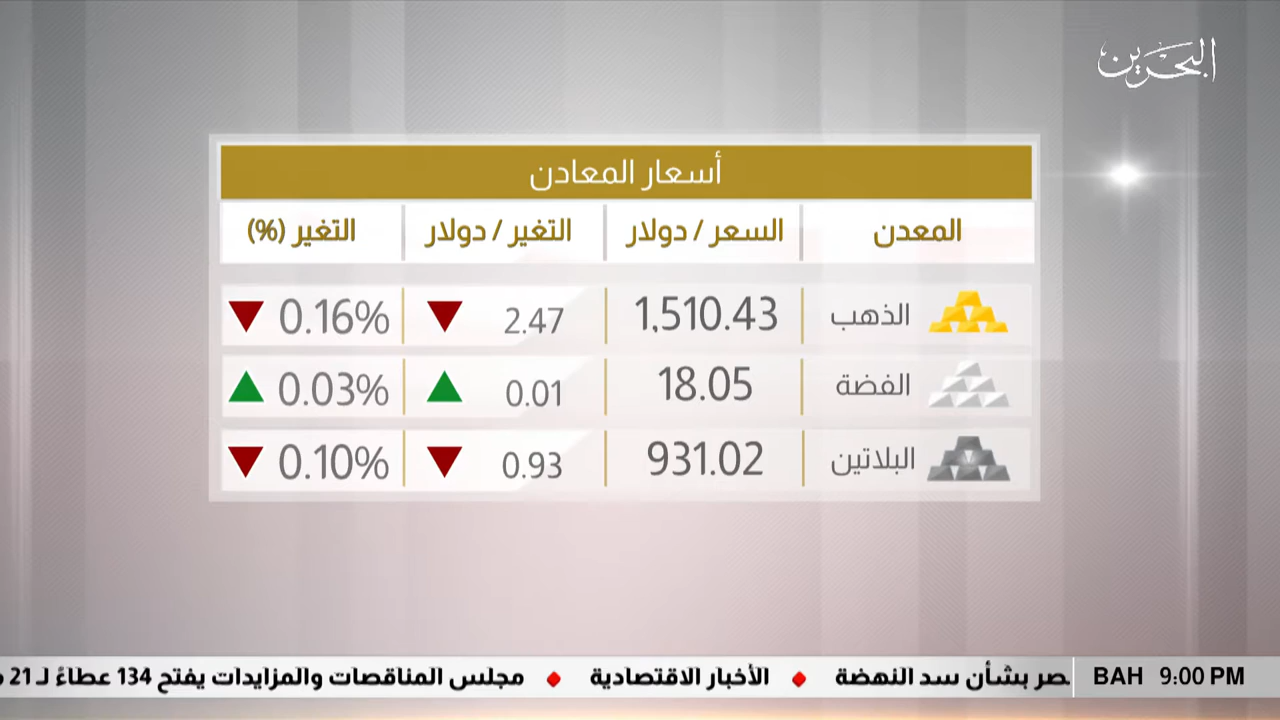 البحرين
أسعار المعادن
المعدن السعر / دولار التغير / دولار التغير (%)
الذهب 1,510.43 2.47 0.16%
الفضة 18.05 0.01 0.03%
البلاتين 931.02 0.93 0.10%
BAH 9:00 PM
بشأن سد النهضة ♦ الأخبار الاقتصادية ♦ مجلس المناقصات والمزايدات يفتح 134 عطاءً لـ 21